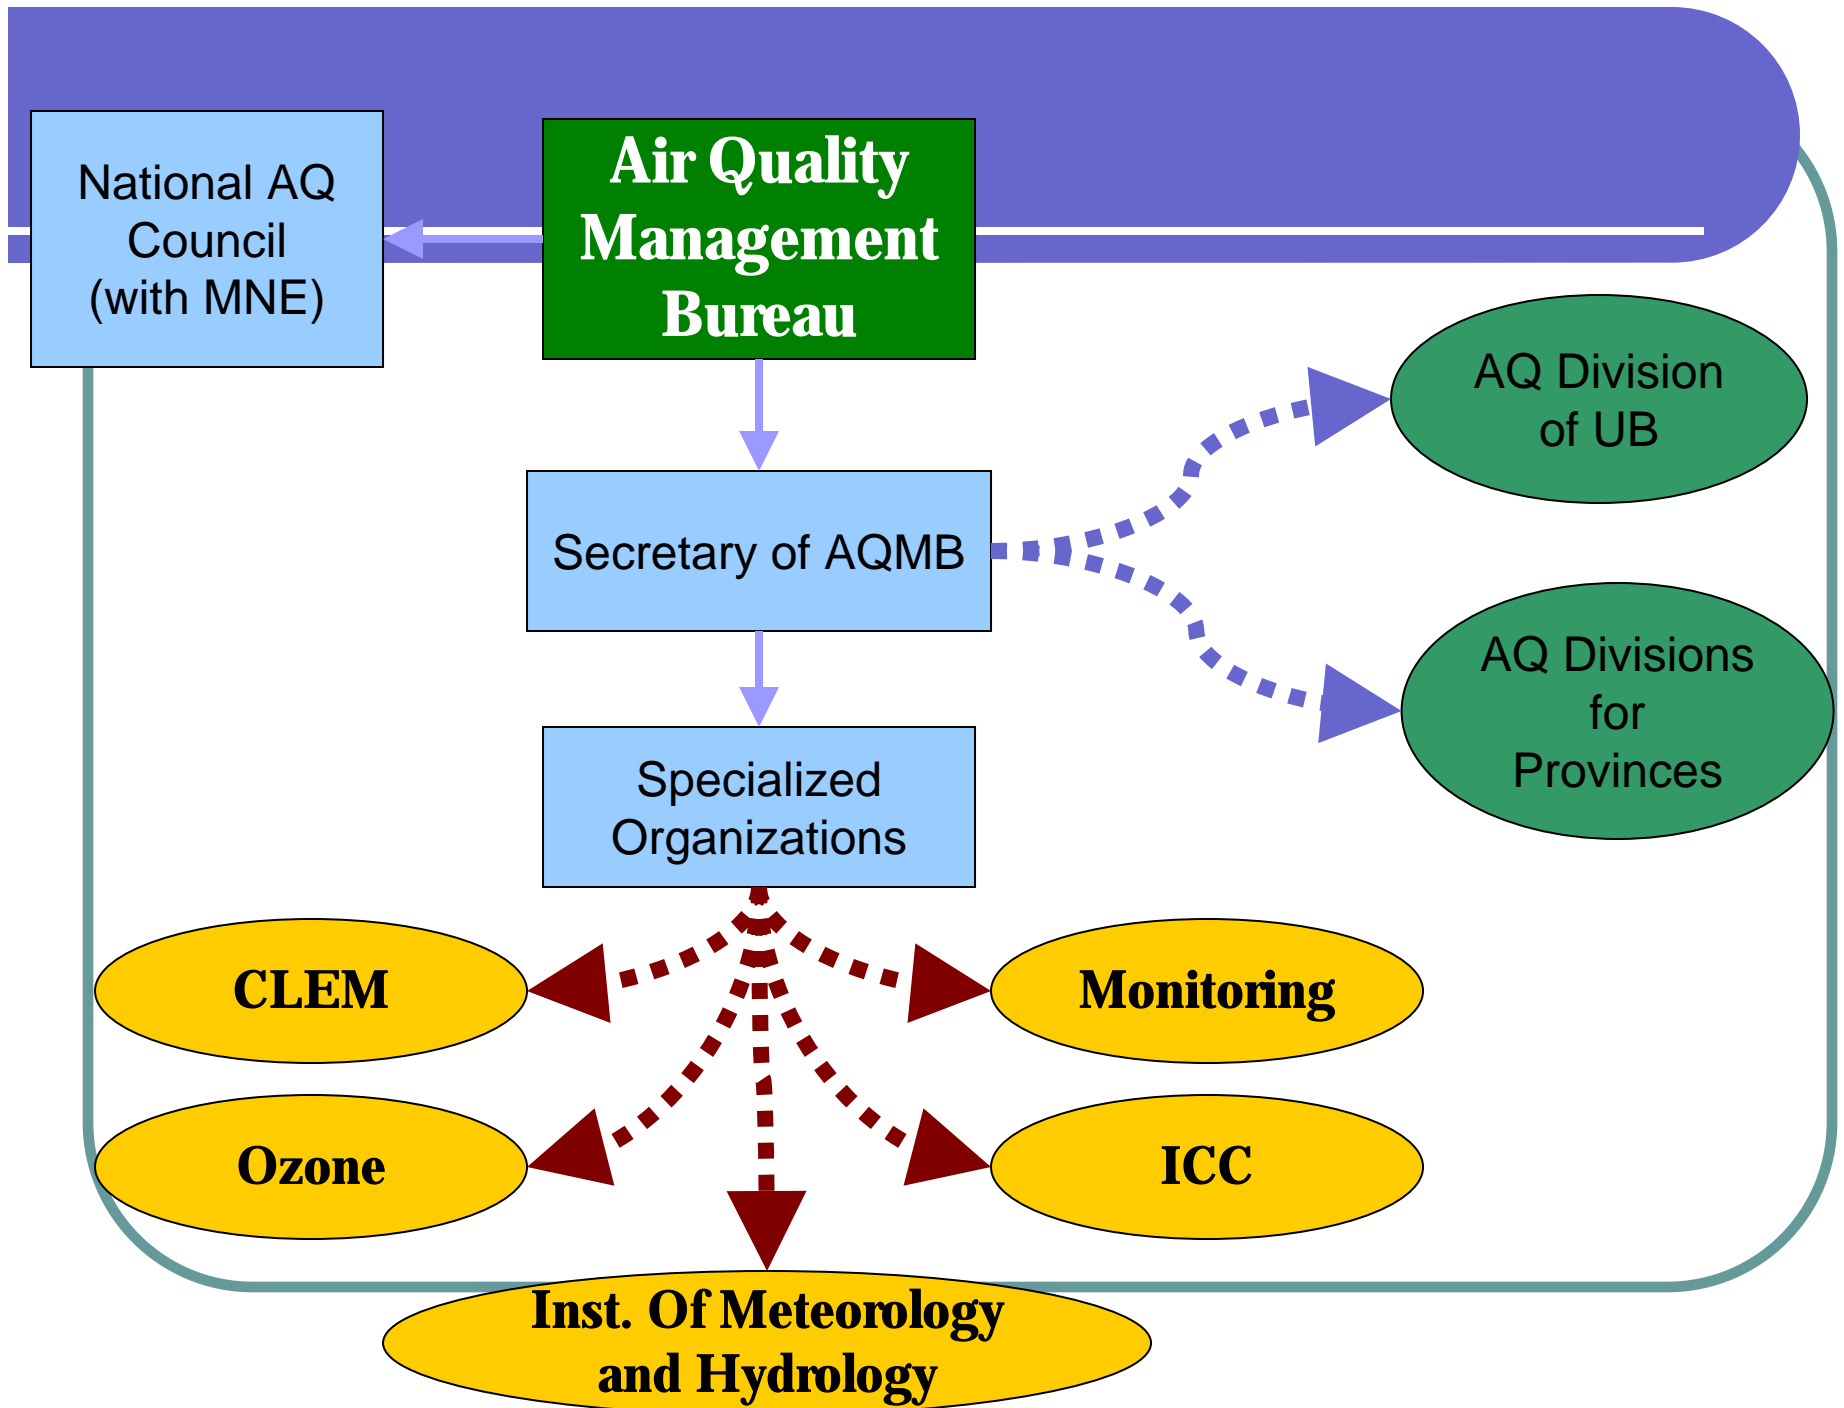 National AQ
Council
(with MNE)
Air Quality
Management
Bureau
AQ Division
of UB
Secretary of AQMB
AQ Divisions
for
Provinces
Specialized
Organizations
CLEM
Monitoring
Ozone
ICC
Inst. Of Meteorology
and Hydrology